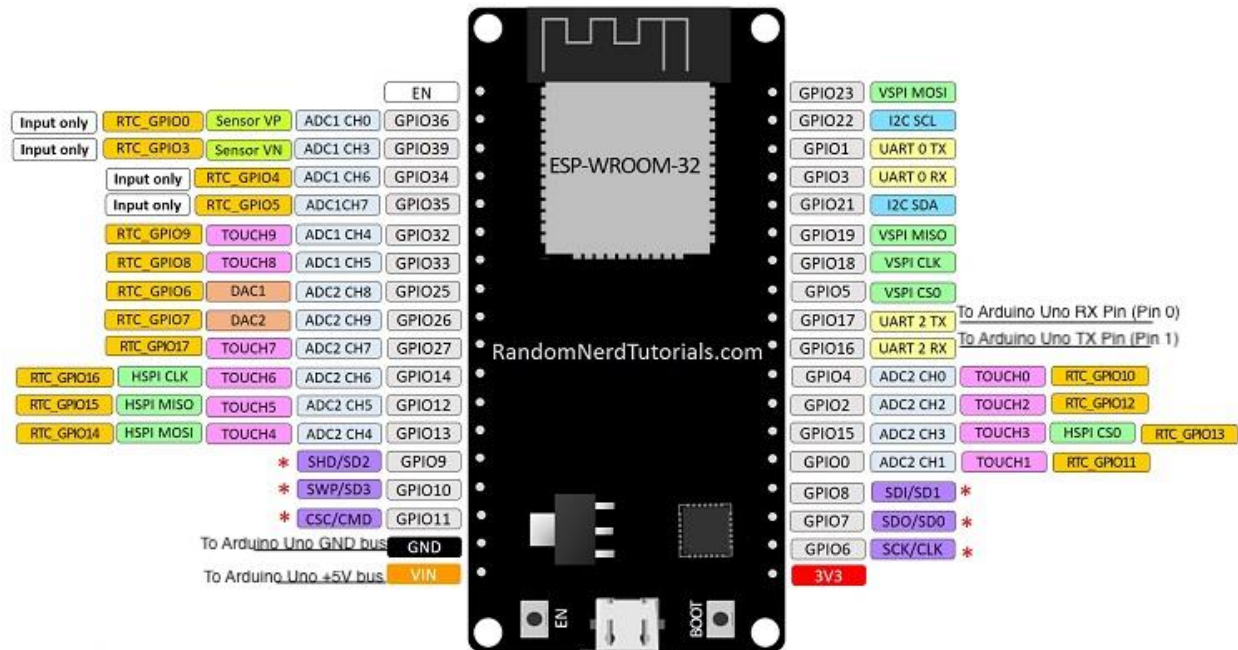 EN
Input only RTC_GPIO0 Sensor VP ADC1 CH0 GPIO36
Input only RTC_GPIO3 Sensor VN ADC1 CH3 GPIO39
Input only RTC_GPIO4 ADC1 CH6 GPIO34
Input only RTC_GPIO5 ADC1CH7 GPIO35
RTC_GPIO9 TOUCH9 ADC1 CH4 GPIO32
RTC_GPIO8 TOUCH8 ADC1 CH5 GPIO33
RTC_GPIO6 DAC1 ADC2 CH8 GPIO25
RTC_GPIO7 DAC2 ADC2 CH9 GPIO26
RTC_GPIO17 TOUCH7 ADC2 CH7 GPIO27
RTC_GPIO16 HSPI CLK TOUCH6 ADC2 CH6 GPIO14
RTC_GPIO15 HSPI MISO TOUCH5 ADC2 CH5 GPIO12
RTC_GPIO14 HSPI MOSI TOUCH4 ADC2 CH4 GPIO13
* SHD/SD2 GPIO9
* SWP/SD3 GPIO10
* CSC/CMD GPIO11
To Arduino Uno GND bus GND
To Arduino Uno +5V bus VIN
ESP-WROOM-32
RandomNerdTutorials.com
EN
BOOT
GPIO23 VSPI MOSI
GPIO22 I2C SCL
GPIO1 UART 0 TX
GPIO3 UART 0 RX
GPIO21 I2C SDA
GPIO19 VSPI MISO
GPIO18 VSPI CLK
GPIO5 VSPI CS0
GPIO17 UART 2 TX To Arduino Uno RX Pin (Pin 0)
GPIO16 UART 2 RX To Arduino Uno TX Pin (Pin 1)
GPIO4 ADC2 CH0 TOUCH0 RTC_GPIO10
GPIO2 ADC2 CH2 TOUCH2 RTC_GPIO12
GPIO15 ADC2 CH3 TOUCH3 HSPI CS0 RTC_GPIO13
GPIO0 ADC2 CH1 TOUCH1 RTC_GPIO11
GPIO8 SDI/SD1 *
GPIO7 SDO/SD0 *
GPIO6 SCK/CLK *
3V3